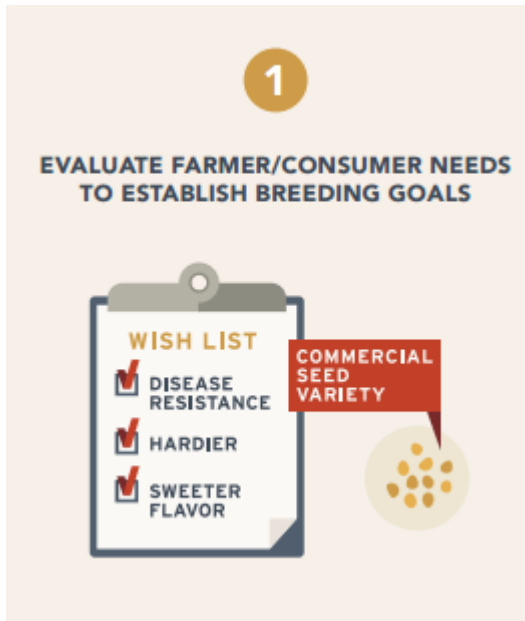 1
EVALUATE FARMER/CONSUMER NEEDS
TO ESTABLISH BREEDING GOALS
WISH LIST
DISEASE
RESISTANCE
HARDIER
SWEETER
FLAVOR
COMMERCIAL
SEED
VARIETY